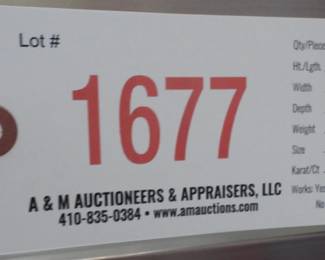 Lot #
1677
A & M AUCTIONEERS & APPRAISERS, LLC
410-835-0384 • www.amauctions.com
Qty/Piece
Ht./Lgth.
Width
Depth
Weight
Size
Karat/Ct
Works: Yes
No